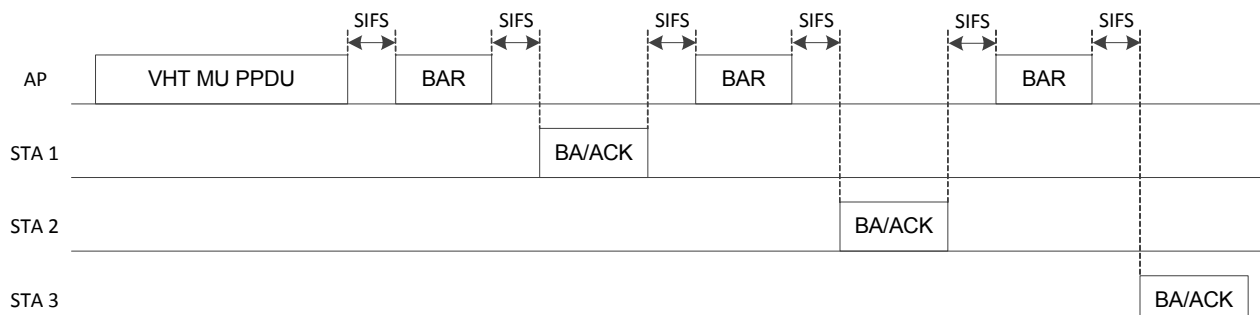 SIFS SIFS SIFS SIFS SIFS SIFS
AP VHT MU PPDU BAR BAR BAR
STA 1 BA/ACK
STA 2 BA/ACK
STA 3 BA/ACK